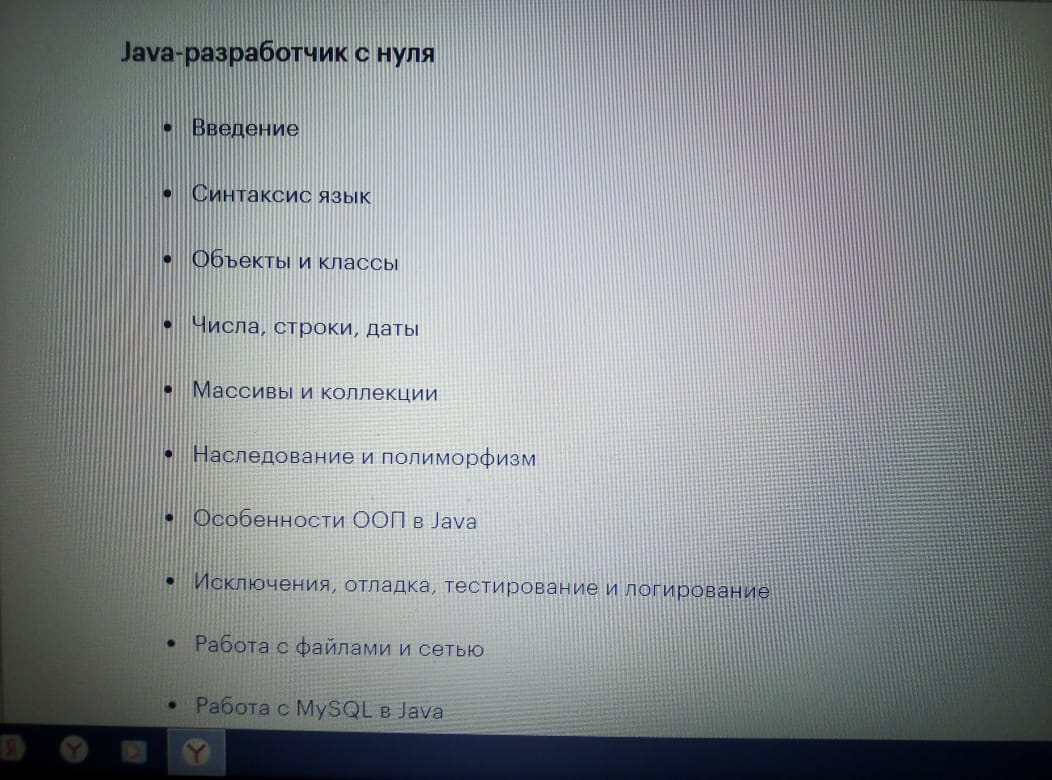 Java-разработчик с нуля
• Введение
• Синтаксис язык
• Объекты и классы
• Числа, строки, даты
• Массивы и коллекции
• Наследование и полиморфизм
• Особенности ООП в Java
• Исключения, отладка, тестирование и логирование
• Работа с файлами и сетью
• Работа с MySQL в Java
Я Y Y